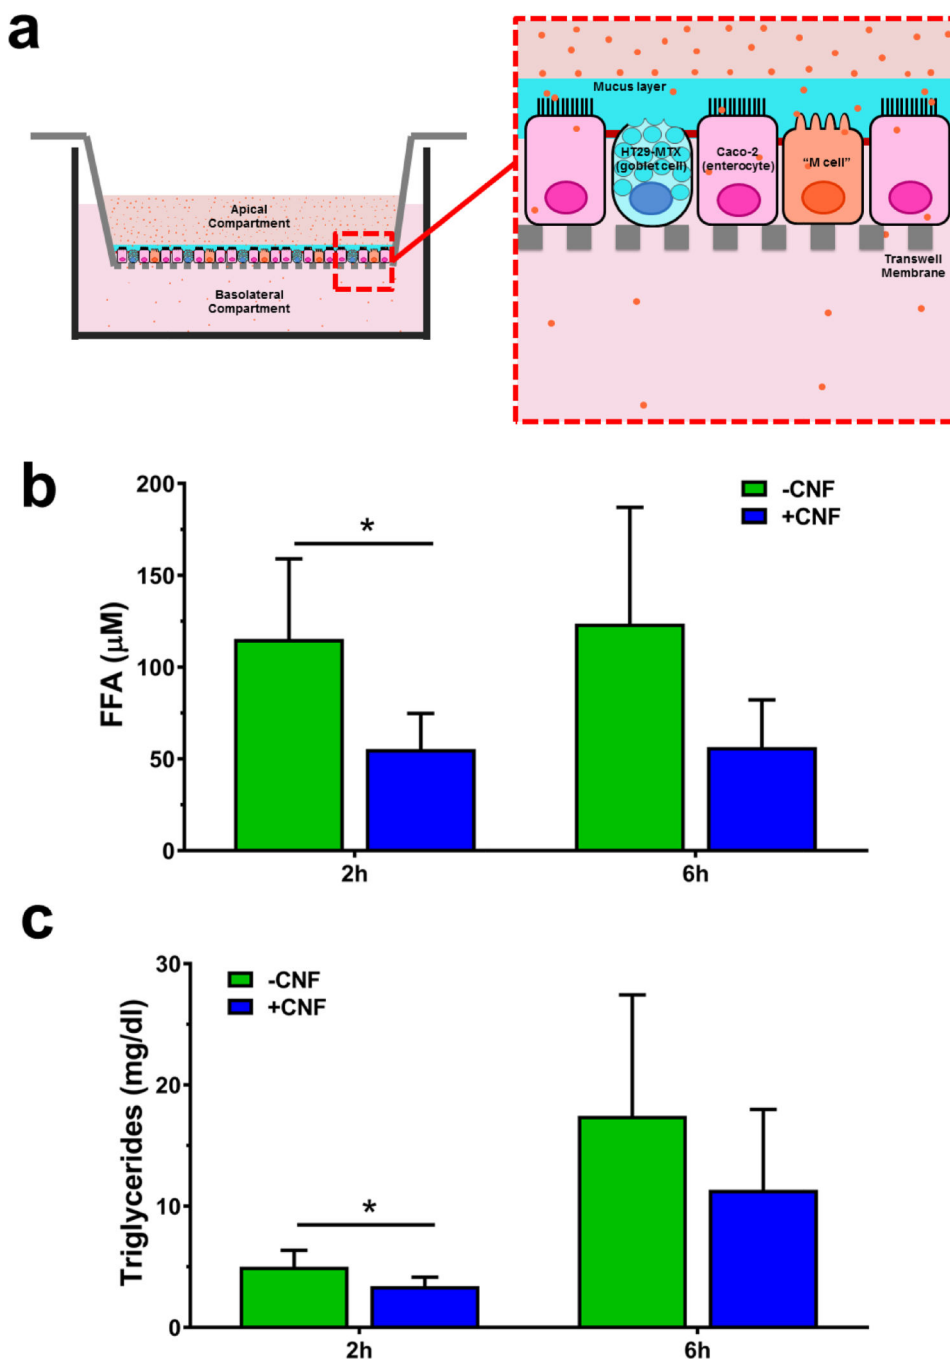 a
Apical
Compartment
Basolateral
Compartment
Mucus layer
HT29-MTX
(goblet cell)
Caco-2
(enterocyte)
“M cell”
Transwell
Membrane
b
FFA (μM)
200
150
100
50
0
*
-CNF
+CNF
2h
6h
c
Triglycerides (mg/dl)
30
20
10
0
-CNF
+CNF
*
2h
6h